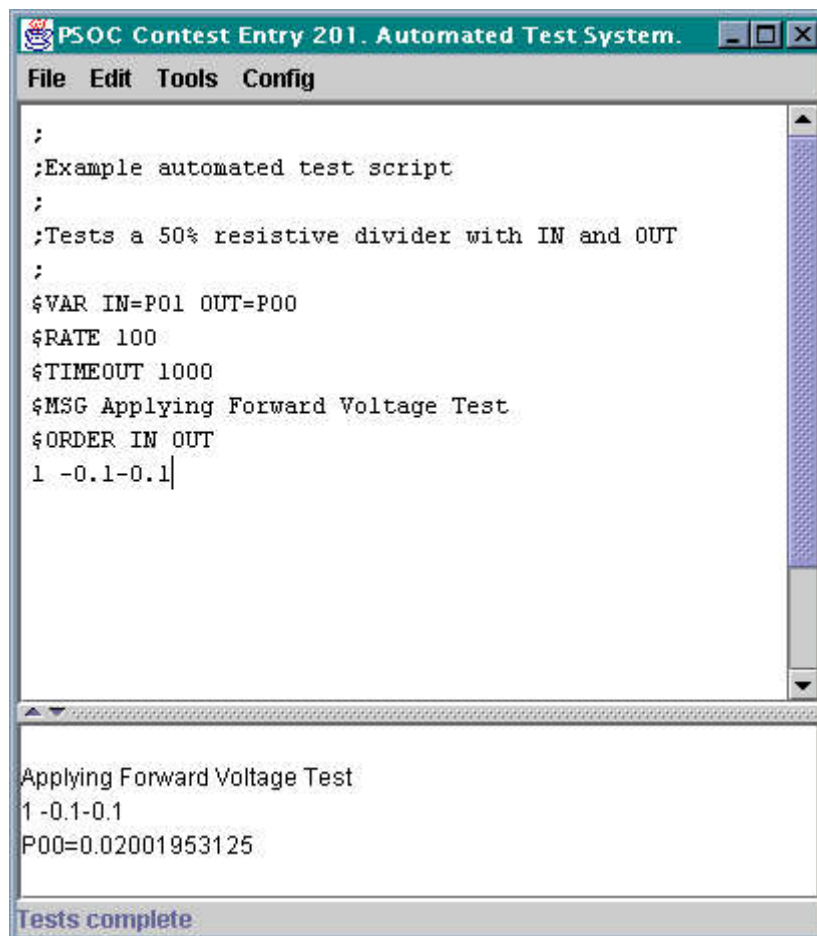 PSOC Contest Entry 201. Automated Test System.
File Edit Tools Config
;
;Example automated test script
;
;Tests a 50% resistive divider with IN and OUT
;
$VAR IN=P01 OUT=P00
$RATE 100
$TIMEOUT 1000
$MSG Applying Forward Voltage Test
$ORDER IN OUT
1 -0.1-0.1
Applying Forward Voltage Test
1 -0.1-0.1
P00=0.02001953125
Tests complete